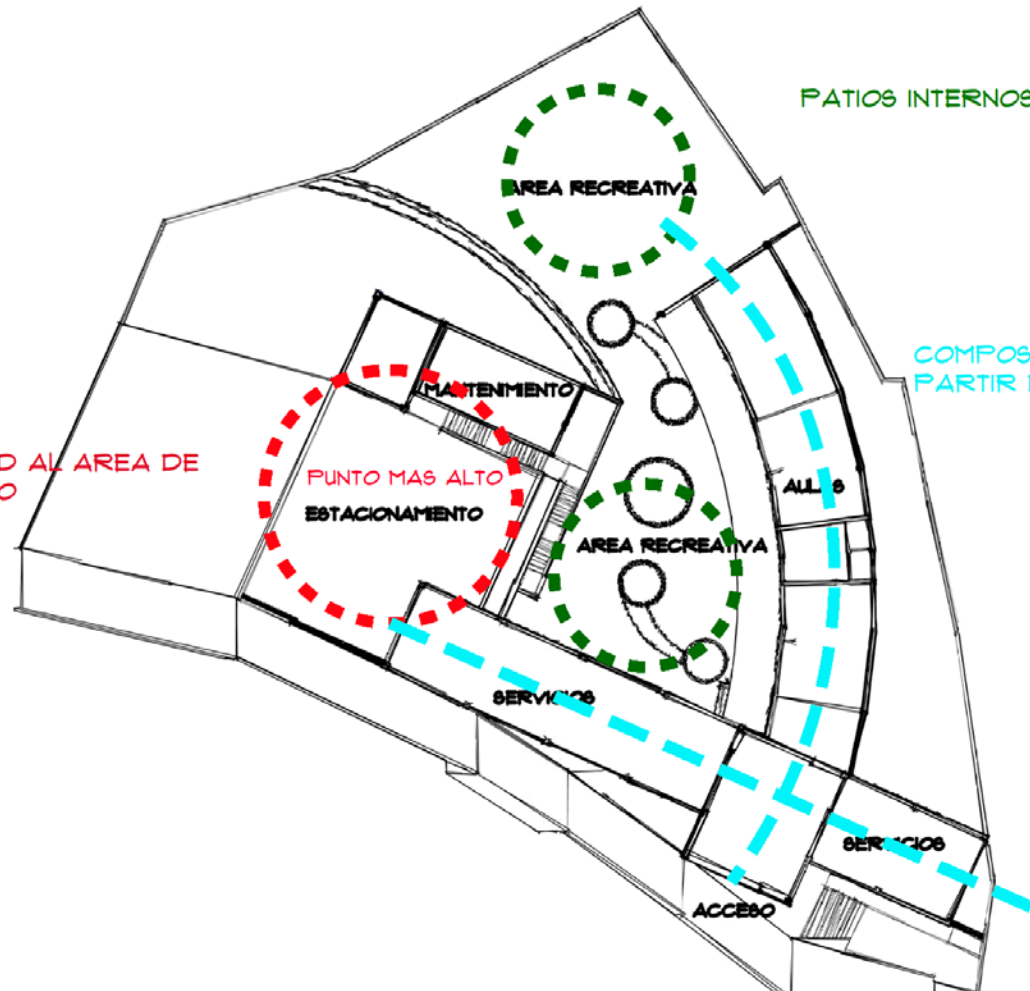 PATIOS INTERNOS
AREA RECREATIVA
COMPOS
PARTIR
MANTENIMIENTO
D AL AREA DE
O
PUNTO MAS ALTO
ESTACIONAMIENTO
AULAS
AREA RECREATIVA
SERVICIOS
SERVICIOS
ACCESO